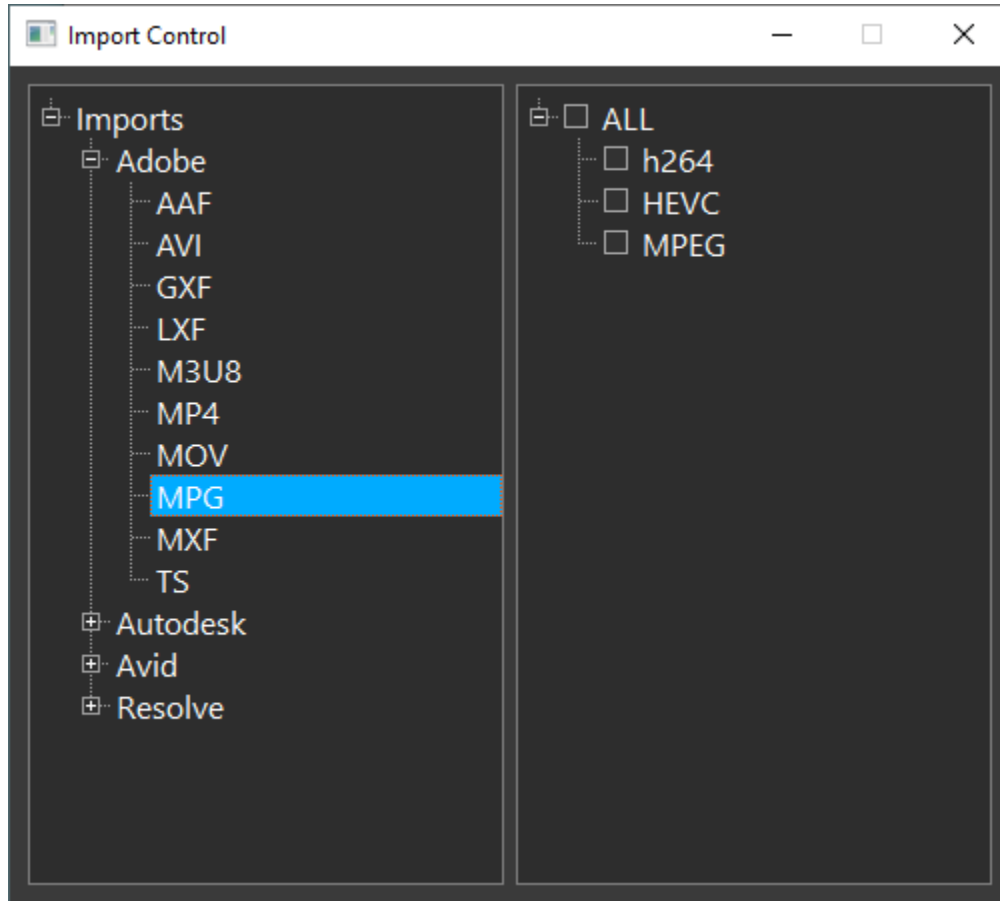 Import Control
Imports
Adobe
AAF
AVI
GXF
LXF
M3U8
MP4
MOV
MPG
MXF
TS
Autodesk
Avid
Resolve
ALL
h264
HEVC
MPEG